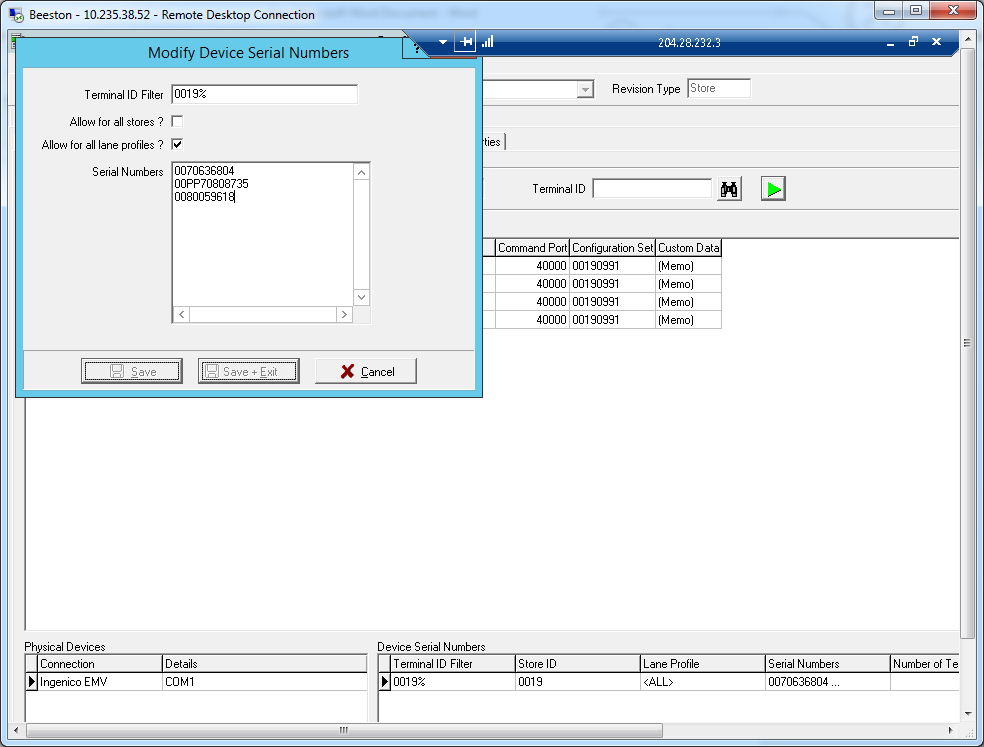 Beeston - 10.235.38.52 - Remote Desktop Connection
204.28.232.3
Modify Device Serial Numbers
?
Terminal ID Filter 0019%
Allow for all stores ?
Allow for all lane profiles ?
Serial Numbers 0070636804
00PP70808735
0080059619
Save Save + Exit Cancel
Revision Type Store
ties
Terminal ID
Command Port Configuration Set Custom Data
40000 00190991 (Memo)
40000 00190991 (Memo)
40000 00190991 (Memo)
40000 00190991 (Memo)
Physical Devices
Connection Details
Ingenico EMV COM1
Device Serial Numbers
Terminal ID Filter Store ID Lane Profile Serial Numbers Number of Te
0019% 0019 <ALL> 0070636804 ...